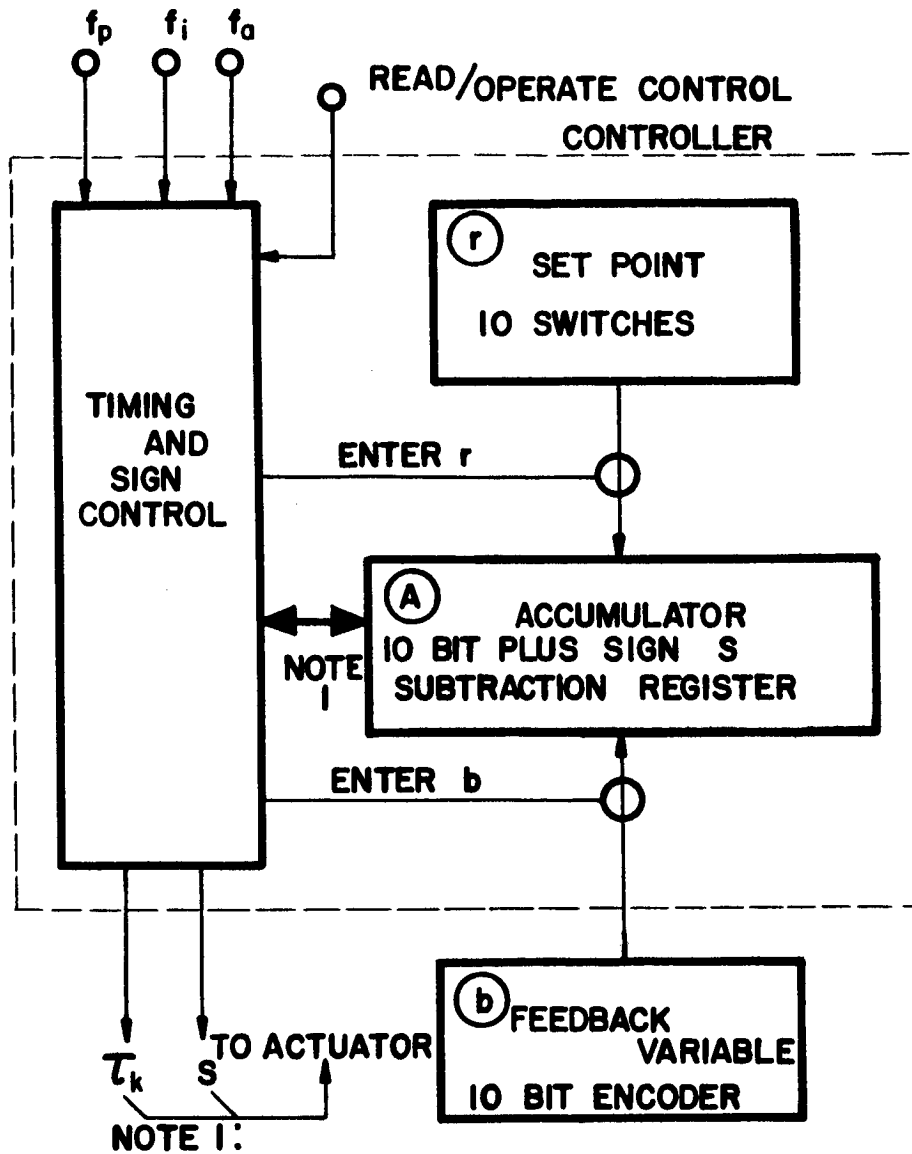 fp fi fa
READ/OPERATE CONTROL
CONTROLLER
r
SET POINT
10 SWITCHES
TIMING
AND
SIGN
CONTROL
ENTER r
A
ACCUMULATOR
10 BIT PLUS SIGN S
SUBTRACTION REGISTER
NOTE
1
ENTER b
b
FEEDBACK
VARIABLE
10 BIT ENCODER
τk S TO ACTUATOR
NOTE 1: